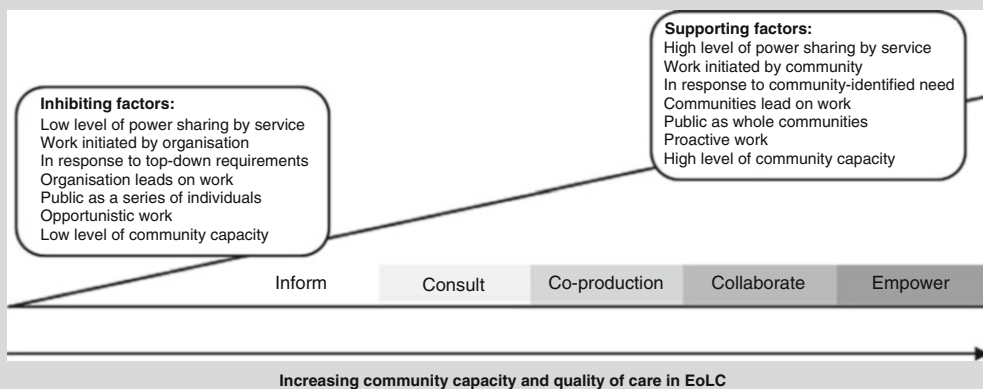 Supporting factors:
High level of power sharing by service
Work initiated by community
In response to community-identified need
Communities lead on work
Public as whole communities
Proactive work
High level of community capacity
Inhibiting factors:
Low level of power sharing by service
Work initiated by organisation
In response to top-down requirements
Organisation leads on work
Public as a series of individuals
Opportunistic work
Low level of community capacity
Inform Consult Co-production Collaborate Empower
Increasing community capacity and quality of care in EoLC